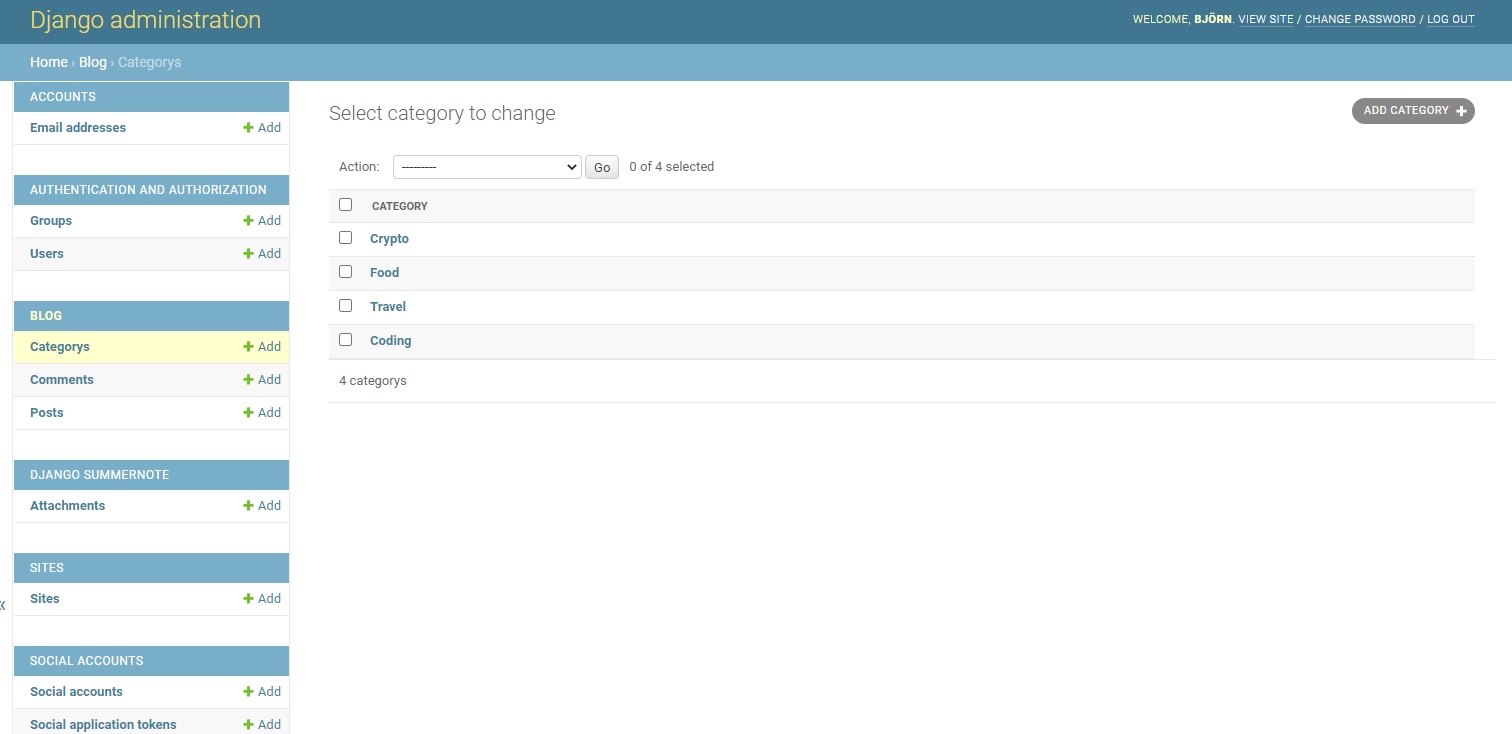 Django administration
WELCOME, BJÖRN. VIEW SITE / CHANGE PASSWORD / LOG OUT
Home › Blog › Categorys
ACCOUNTS
Email addresses Add
AUTHENTICATION AND AUTHORIZATION
Groups Add
Users Add
BLOG
Categorys Add
Comments Add
Posts Add
DJANGO SUMMERNOTE
Attachments Add
SITES
Sites Add
SOCIAL ACCOUNTS
Social accounts Add
Social application tokens Add
«
Select category to change
ADD CATEGORY +
Action: --------- Go 0 of 4 selected
CATEGORY
Crypto
Food
Travel
Coding
4 categorys